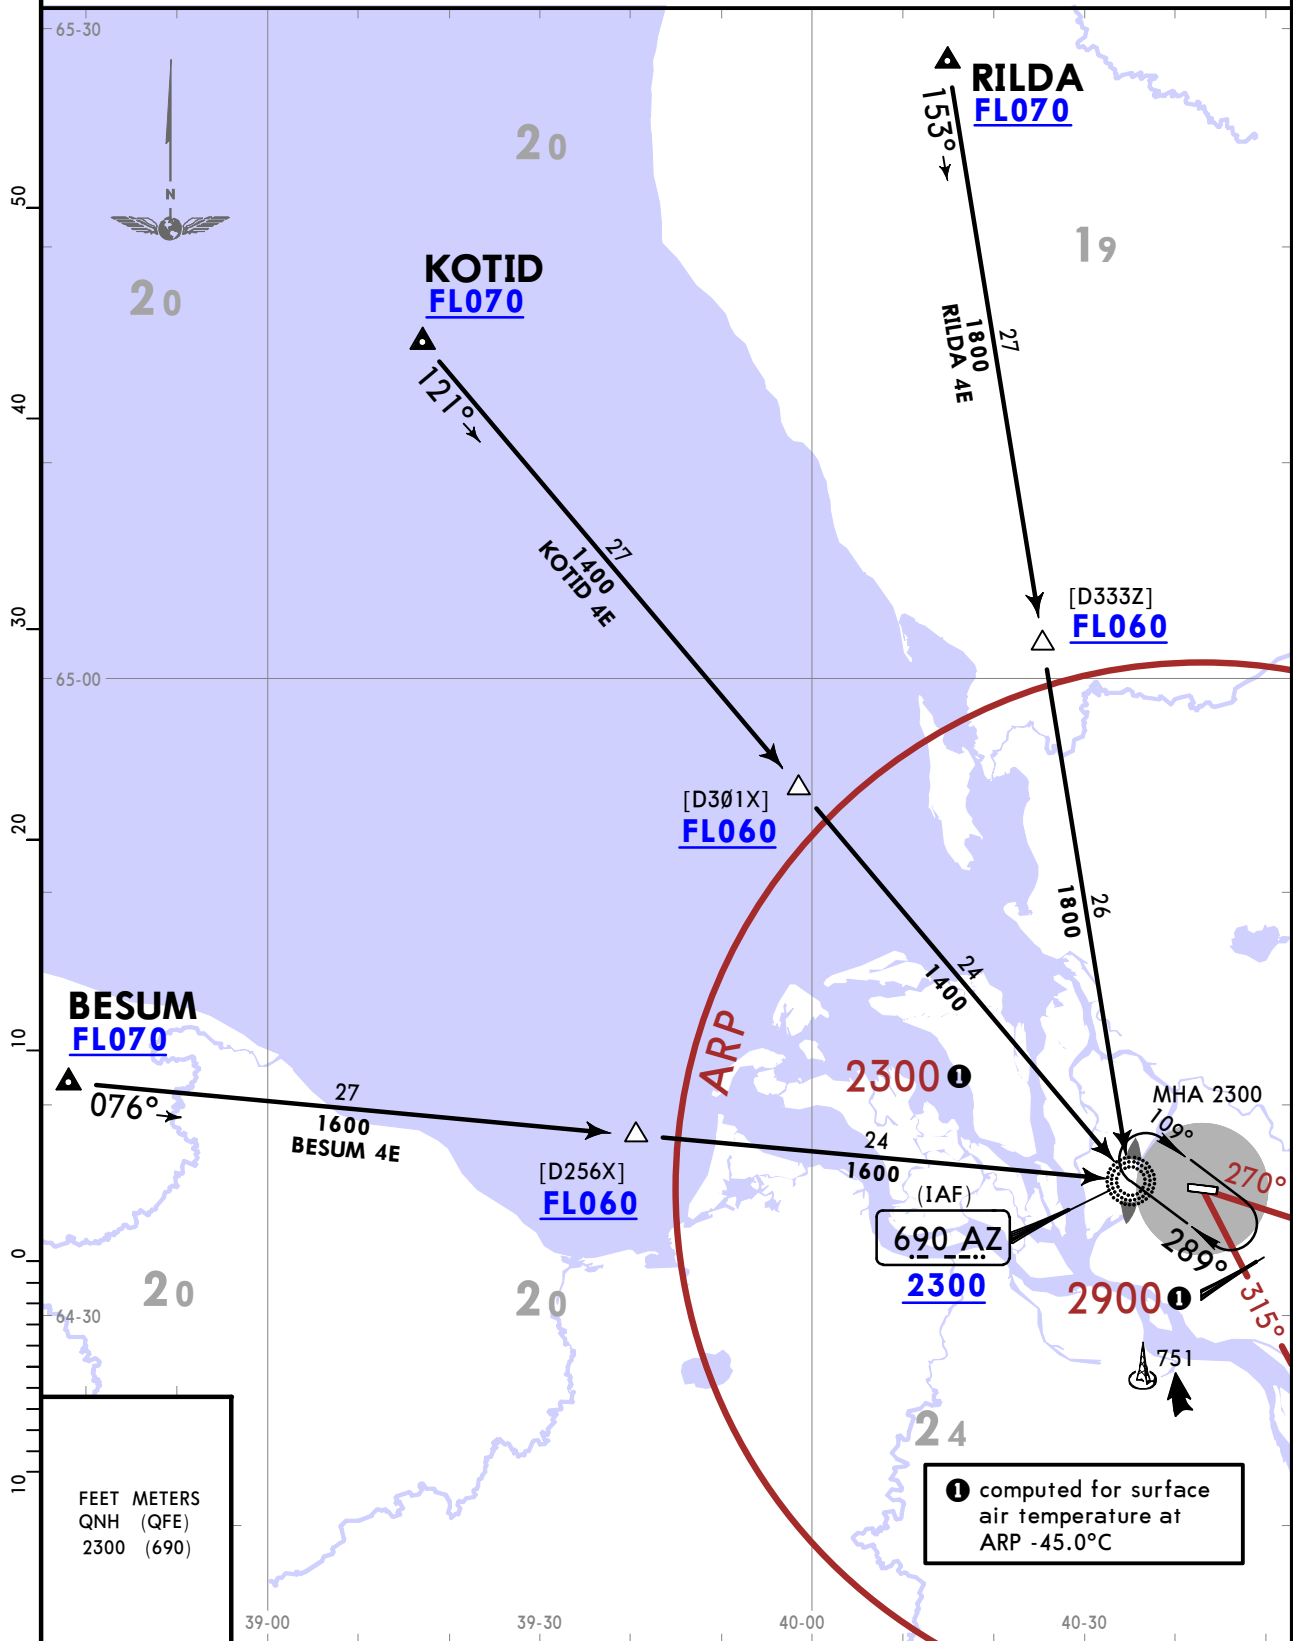 65-30
N
20
20
19
RILDA
FL070
153°
27
1800
RILDA 4E
KOTID
FL070
121°
27
1400
KOTID 4E
50
40
30
20
10
0
10
[D333Z]
FL060
65-00
[D3Ø1X]
FL060
26
1800
24
1400
ARP
2300 1
BESUM
FL070
076°
27
1600
BESUM 4E
[D256X]
FL060
24
1600
MHA 2300
109°
270°
289°
315°
(IAF)
690 AZ
2300
2900 1
751
20
20
24
64-30
FEET METERS
QNH (QFE)
2300 (690)
1 computed for surface
air temperature at
ARP -45.0°C
39-00
39-30
40-00
40-30